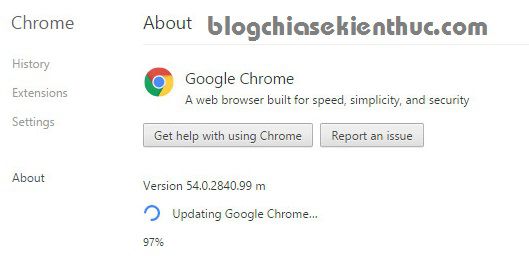 Chrome
About
blogchiasekienthuc.com
History
Extensions
Settings
About
Google Chrome
A web browser built for speed, simplicity, and security
Get help with using Chrome
Report an issue
Version 54.0.2840.99 m
Updating Google Chrome...
97%